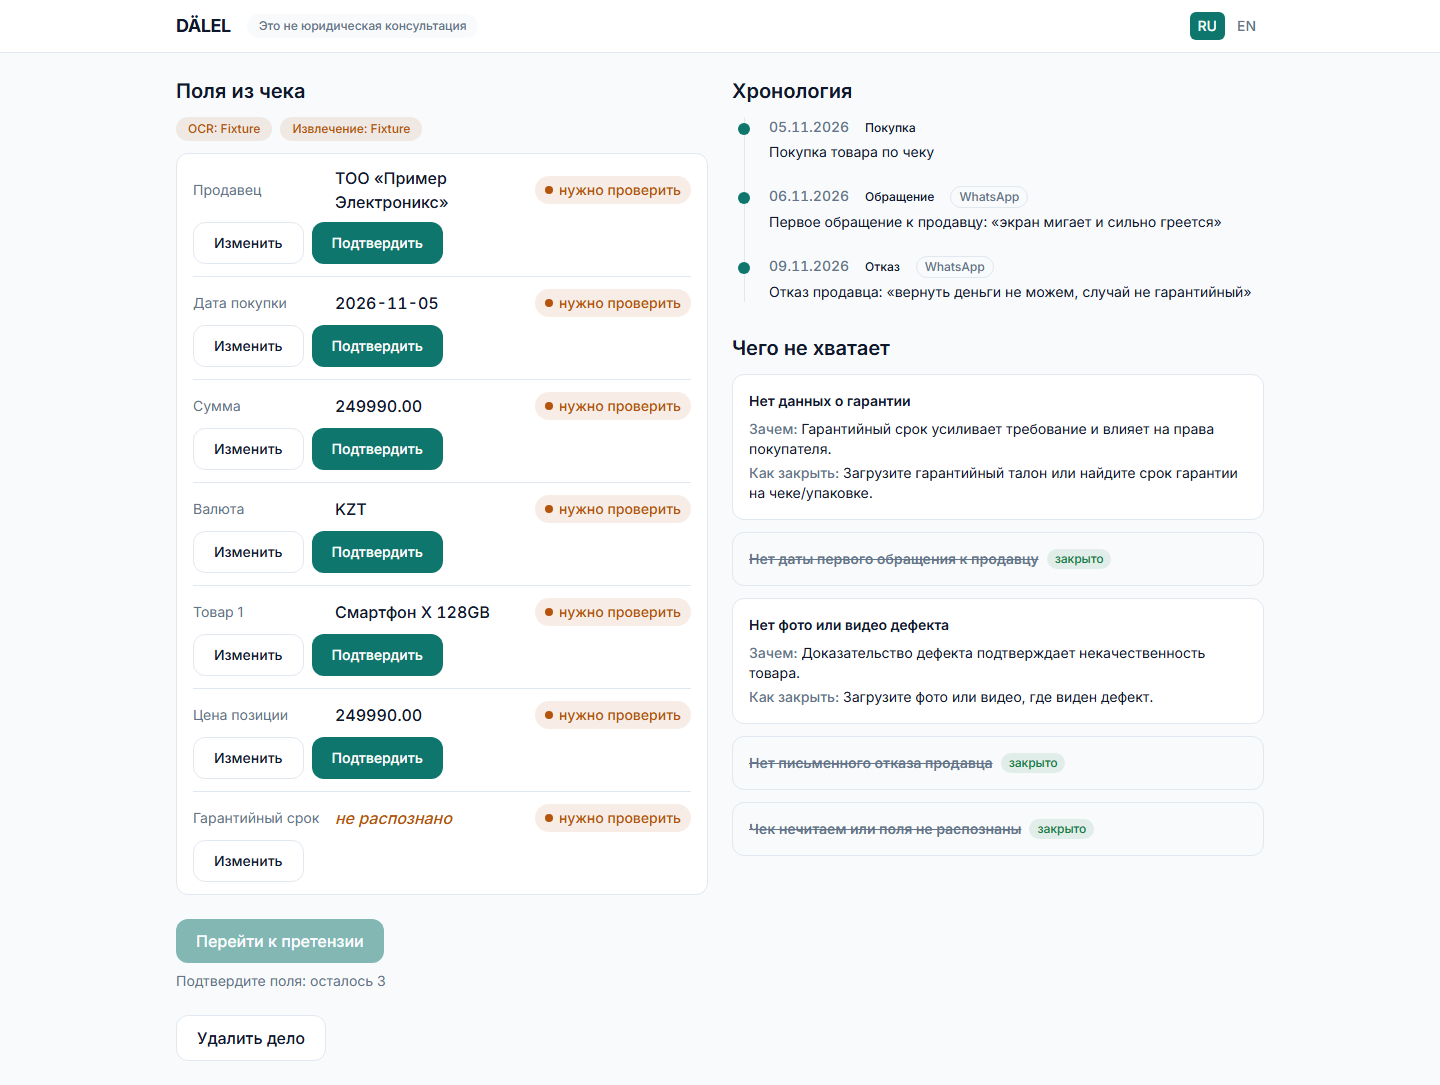 DÄLEL
Это не юридическая консультация
RU
EN
Поля из чека
OCR: Fixture
Извлечение: Fixture
Продавец
ТОО «Пример
Электроникс»
нужно проверить
Изменить
Подтвердить
Дата покупки
2026-11-05
нужно проверить
Изменить
Подтвердить
Сумма
249990.00
нужно проверить
Изменить
Подтвердить
Валюта
KZT
нужно проверить
Изменить
Подтвердить
Товар 1
Смартфон X 128GB
нужно проверить
Изменить
Подтвердить
Цена позиции
249990.00
нужно проверить
Изменить
Подтвердить
Гарантийный срок
не распознано
нужно проверить
Изменить
Перейти к претензии
Подтвердите поля: осталось 3
Удалить дело
Хронология
05.11.2026 Покупка
Покупка товара по чеку
06.11.2026 Обращение WhatsApp
Первое обращение к продавцу: «экран мигает и сильно греется»
09.11.2026 Отказ WhatsApp
Отказ продавца: «вернуть деньги не можем, случай не гарантийный»
Чего не хватает
Нет данных о гарантии
Зачем: Гарантийный срок усиливает требование и влияет на права
покупателя.
Как закрыть: Загрузите гарантийный талон или найдите срок гарантии
на чеке/упаковке.
Нет даты первого обращения к продавцу закрыто
Нет фото или видео дефекта
Зачем: Доказательство дефекта подтверждает некачественность
товара.
Как закрыть: Загрузите фото или видео, где виден дефект.
Нет письменного отказа продавца закрыто
Чек нечитаем или поля не распознаны закрыто